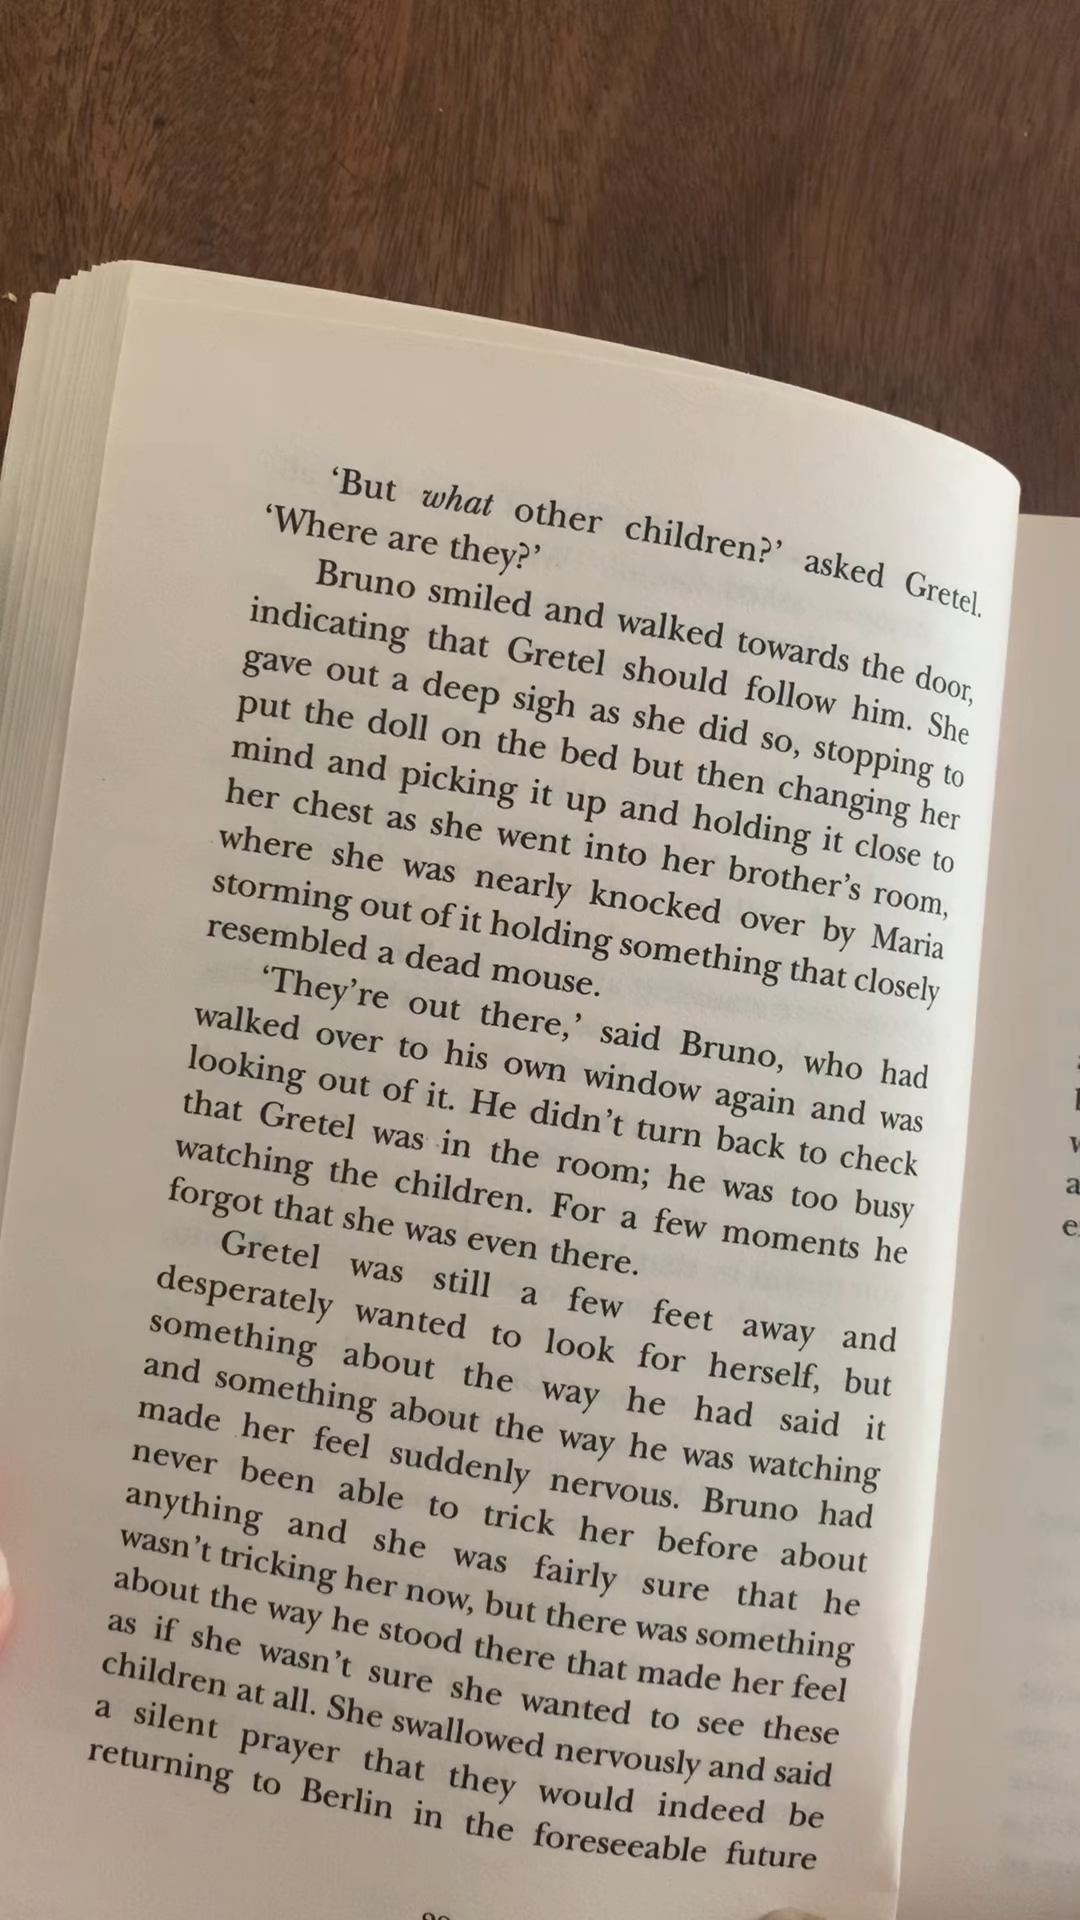 ‘But what other children?’ asked Gretel.
‘Where are they?’
Bruno smiled and walked towards the door,
indicating that Gretel should follow him. She
gave out a deep sigh as she did so, stopping to
put the doll on the bed but then changing her
mind and picking it up and holding it close to
her chest as she went into her brother’s room,
where she was nearly knocked over by Maria
storming out of it holding something that closely
resembled a dead mouse.
‘They’re out there,’ said Bruno, who had
walked over to his own window again and was
looking out of it. He didn’t turn back to check
that Gretel was in the room; he was too busy
watching the children. For a few moments he
forgot that she was even there.
Gretel was still a few feet away and
desperately wanted to look for herself, but
something about the way he had said it
and something about the way he was watching
made her feel suddenly nervous. Bruno had
never been able to trick her before about
anything and she was fairly sure that he
wasn’t tricking her now, but there was something
about the way he stood there that made her feel
as if she wasn’t sure she wanted to see these
children at all. She swallowed nervously and said
a silent prayer that they would indeed be
returning to Berlin in the foreseeable future